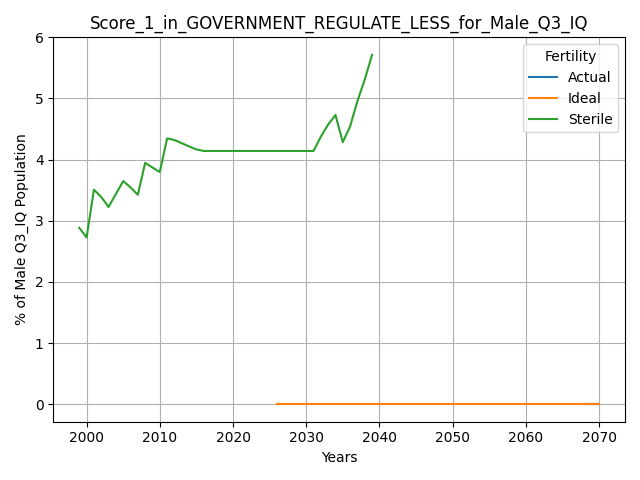 Score_1_in_GOVERNMENT_REGULATE_LESS_for_Male_Q3_IQ
6
5
4
3
2
1
0
% of Male Q3_IQ Population
Fertility
Actual
Ideal
Sterile
2000 2010 2020 2030 2040 2050 2060 2070
Years